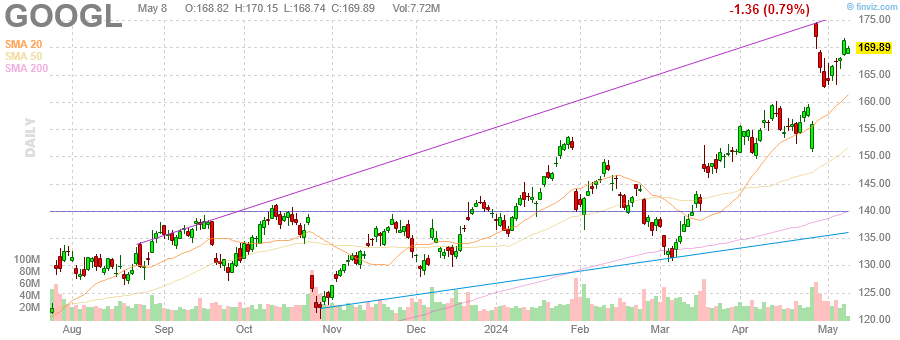 GOOGL May 8 O:168.82 H:170.15 L:168.74 C:169.89 Vol:7.72M -1.36 (0.79%) © finviz.com
SMA 20
SMA 50
SMA 200
DAILY
175.00
169.89
165.00
160.00
155.00
150.00
145.00
140.00
135.00
130.00
125.00
120.00
100M
80M
60M
40M
20M
Aug Sep Oct Nov Dec 2024 Feb Mar Apr May